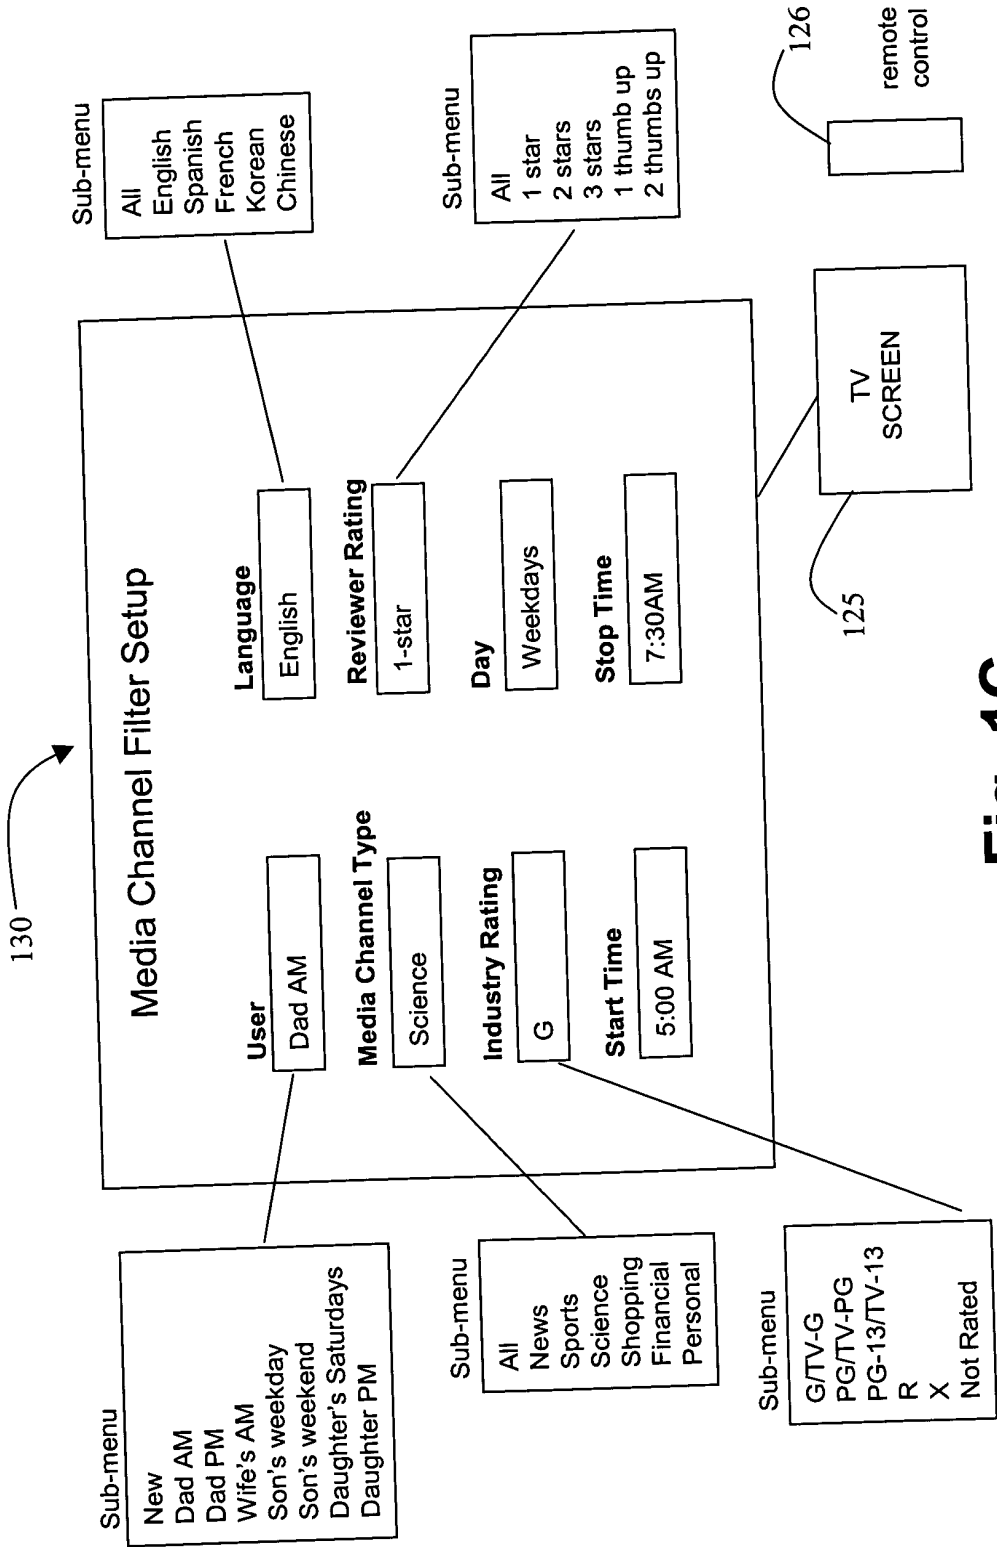 130
Media Channel Filter Setup
User
Dad AM
Language
English
Media Channel Type
Science
Reviewer Rating
1-star
Industry Rating
G
Day
Weekdays
Start Time
5:00 AM
Stop Time
7:30AM
Sub-menu
New
Dad AM
Dad PM
Wife's AM
Son's weekday
Son's weekend
Daughter's Saturdays
Daughter PM
Sub-menu
All
News
Sports
Science
Shopping
Financial
Personal
Sub-menu
G/TV-G
PG/TV-PG
PG-13/TV-13
R
X
Not Rated
Sub-menu
All
English
Spanish
French
Korean
Chinese
Sub-menu
All
1 star
2 stars
3 stars
1 thumb up
2 thumbs up
TV
SCREEN
125
126
remote
control